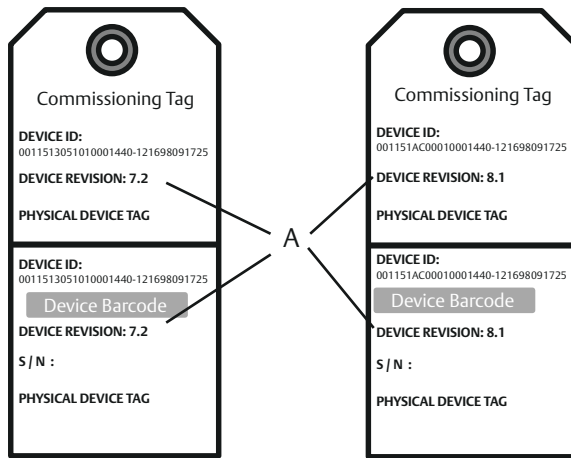 Commissioning Tag
DEVICE ID:
0011513051010001440-121698091725
DEVICE REVISION: 7.2
PHYSICAL DEVICE TAG
DEVICE ID:
0011513051010001440-121698091725
Device Barcode
DEVICE REVISION: 7.2
S / N :
PHYSICAL DEVICE TAG
A
Commissioning Tag
DEVICE ID:
001151AC00010001440-121698091725
DEVICE REVISION: 8.1
PHYSICAL DEVICE TAG
DEVICE ID:
001151AC00010001440-121698091725
Device Barcode
DEVICE REVISION: 8.1
S / N :
PHYSICAL DEVICE TAG